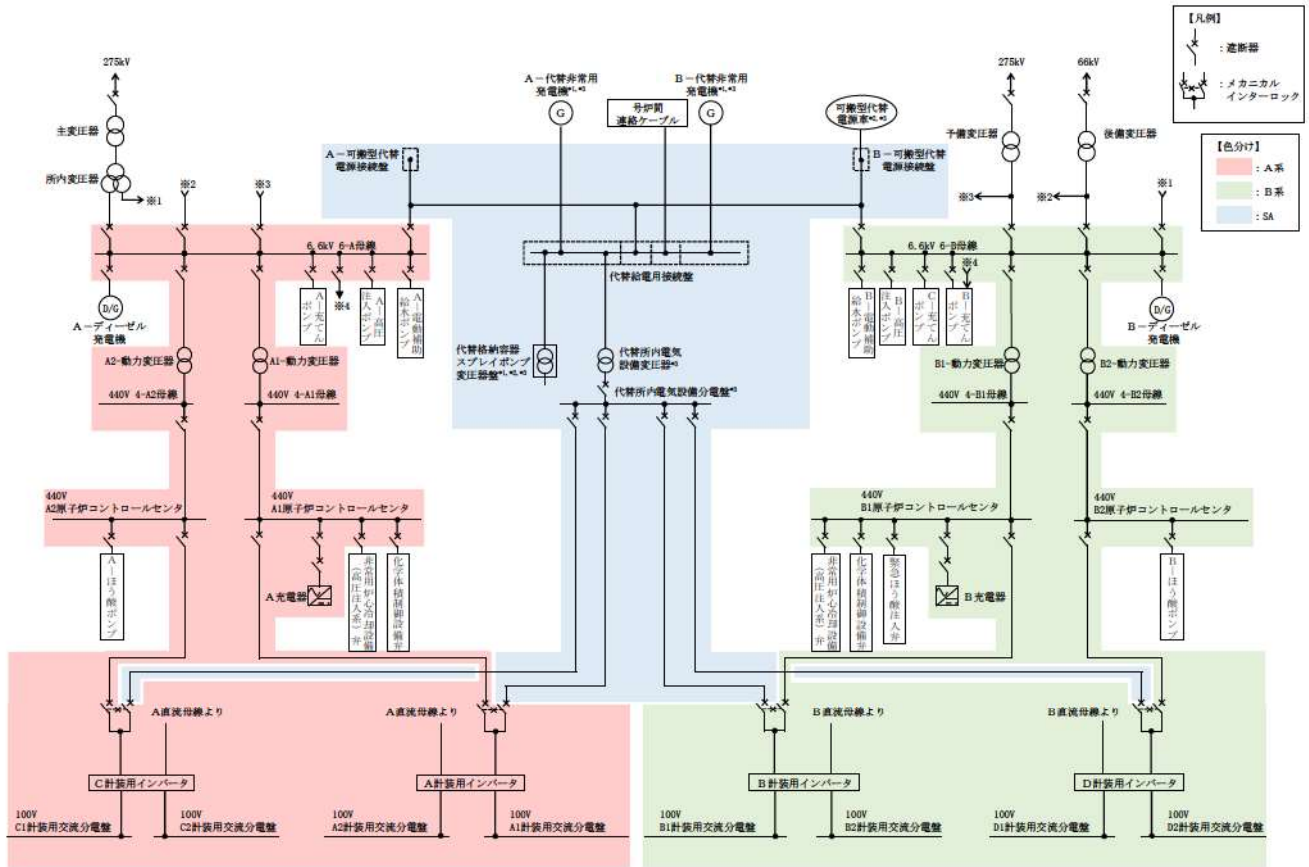 【凡例】
：遮断器
：メカニカル
インターロック
【色分け】
：A系
：B系
：SA
275kV
主変圧器
所内変圧器
※1
※2
※3
A－代替非常用
発電機*1,*3
G
号炉間
連絡ケーブル
B－代替非常用
発電機*1,*3
G
可搬型代替
電源車*2,*3
A－可搬型代替
電源接続盤
B－可搬型代替
電源接続盤
275kV
66kV
予備変圧器
後備変圧器
※3
※2
※1
6.6kV 6-A母線
代替給電用接続盤
6.6kV 6-B母線
D/G
A－ディーゼル
発電機
A－充てん
ポンプ
※4
A－高圧
注入ポンプ
A－電動補助
給水ポンプ
B－電動補助
給水ポンプ
B－高圧
注入ポンプ
C－充てん
ポンプ
※4
B－充てん
ポンプ
D/G
B－ディーゼル
発電機
A2-動力変圧器
A1-動力変圧器
代替格納容器
スプレイポンプ
変圧器盤*1,*2,*3
代替所内電気
設備変圧器*3
代替所内電気設備分電盤*3
B1-動力変圧器
B2-動力変圧器
440V 4-A2母線
440V 4-A1母線
440V 4-B1母線
440V 4-B2母線
440V
A2原子炉コントロールセンタ
440V
A1原子炉コントロールセンタ
440V
B1原子炉コントロールセンタ
440V
B2原子炉コントロールセンタ
A－ほう酸ポンプ
A充電器
非常用炉心冷却設備
（高圧注入系）弁
化学体積制御設備弁
非常用炉心冷却設備
（高圧注入系）弁
化学体積制御設備弁
緊急ほう酸注入弁
B充電器
B－ほう酸ポンプ
A直流母線より
A直流母線より
B直流母線より
B直流母線より
C計装用インバータ
A計装用インバータ
B計装用インバータ
D計装用インバータ
100V
C1計装用交流分電盤
100V
C2計装用交流分電盤
100V
A2計装用交流分電盤
100V
A1計装用交流分電盤
100V
B1計装用交流分電盤
100V
B2計装用交流分電盤
100V
D1計装用交流分電盤
100V
D2計装用交流分電盤